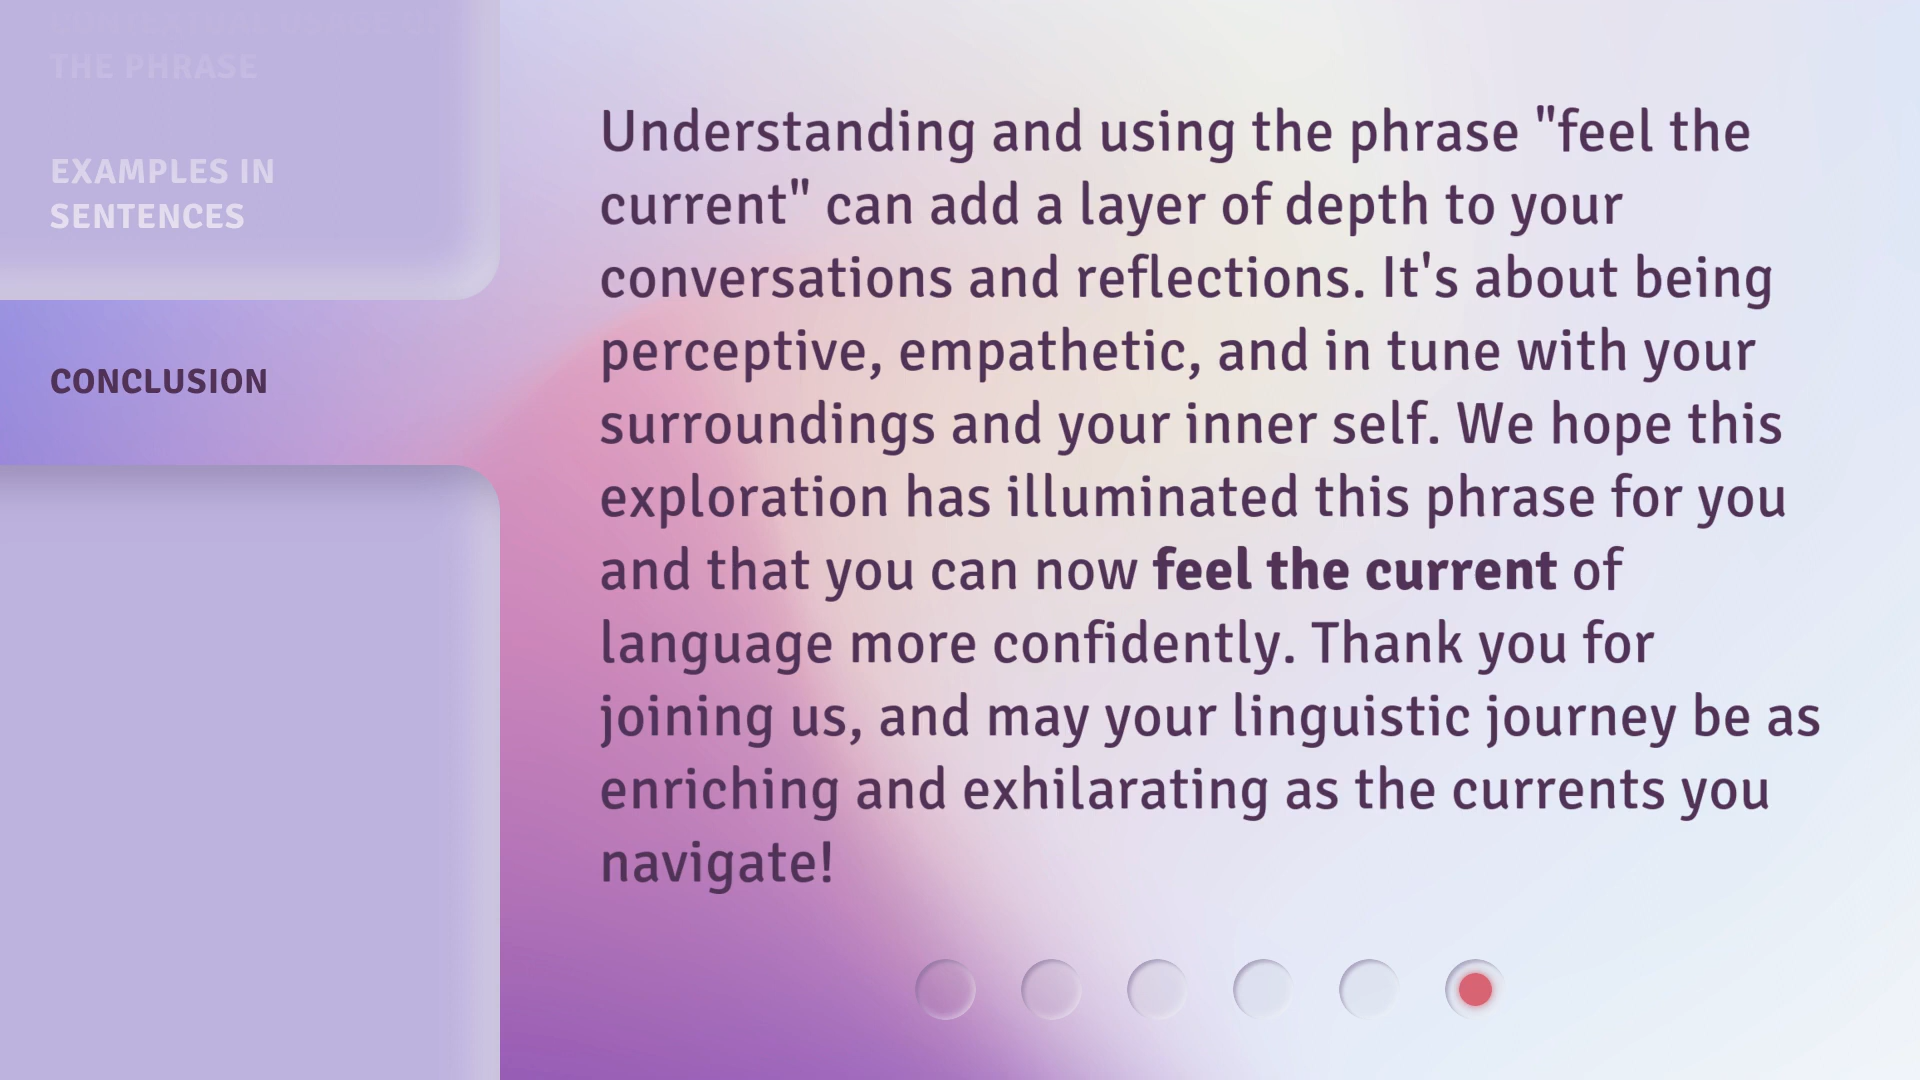 THE PHRASE
EXAMPLES IN
SENTENCES
CONCLUSION
Understanding and using the phrase "feel the
current" can add a layer of depth to your
conversations and reflections. It's about being
perceptive, empathetic, and in tune with your
surroundings and your inner self. We hope this
exploration has illuminated this phrase for you
and that you can now feel the current of
language more confidently. Thank you for
joining us, and may your linguistic journey be as
enriching and exhilarating as the currents you
navigate!